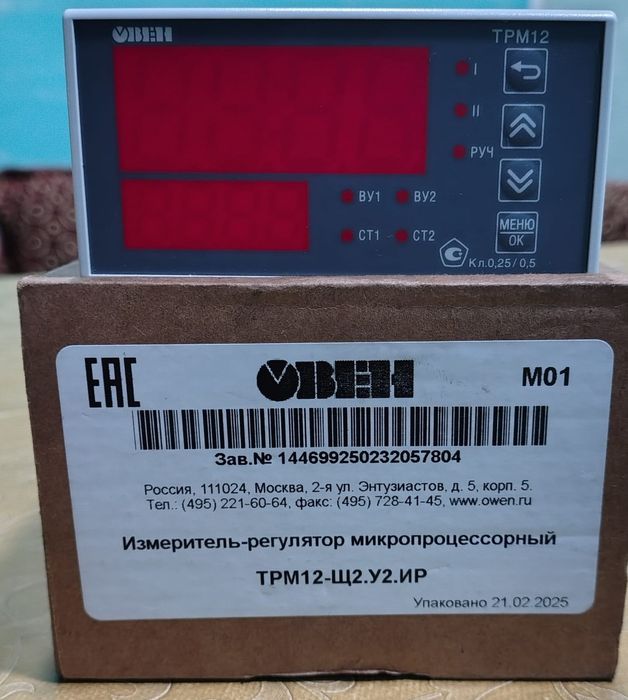 ОВЕН ТРМ12
I
II
РУЧ
ВУ1 ВУ2
СТ1 СТ2
МЕНЮ
ОК
Кл.0,25/0,5
ЕАС ОВЕН М01
Зав.№ 144699250232057804
Россия, 111024, Москва, 2-я ул. Энтузиастов, д. 5, корп. 5.
Тел.: (495) 221-60-64, факс: (495) 728-41-45, www.owen.ru
Измеритель-регулятор микропроцессорный
ТРМ12-Щ2.У2.ИР
Упаковано 21.02.2025